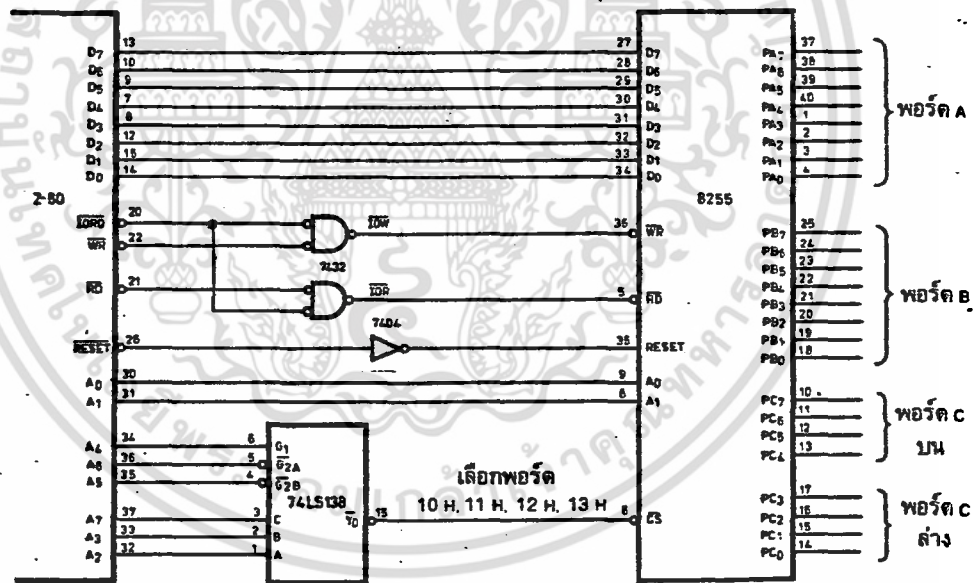 Z-80
D7 13
D6 10
D5 9
D4 7
D3 8
D2 12
D1 15
D0 14
IORQ 20
WR 22
RD 21
RESET 26
A0 30
A1 31
A4 34
A6 36
A5 35
A7 37
A3 33
A2 32
IOW
7432
IOR
7404
6 G1
5 G2A
4 G2B
74LS138
3 C
2 B
1 A
Y0 15
เลือกพอร์ต
10 H, 11 H, 12 H, 13 H
8255
27 D7
28 D6
29 D5
30 D4
31 D3
32 D2
33 D1
34 D0
36 WR
5 RD
35 RESET
9 A0
8 A1
6 CS
PA7 37
PA6 38
PA5 39
PA4 40
PA3 1
PA2 2
PA1 3
PA0 4
พอร์ต A
PB7 25
PB6 24
PB5 23
PB4 22
PB3 21
PB2 20
PB1 19
PB0 18
พอร์ต B
PC7 10
PC6 11
PC5 12
PC4 13
พอร์ต C
บน
PC3 17
PC2 16
PC1 15
PC0 14
พอร์ต C
ล่าง